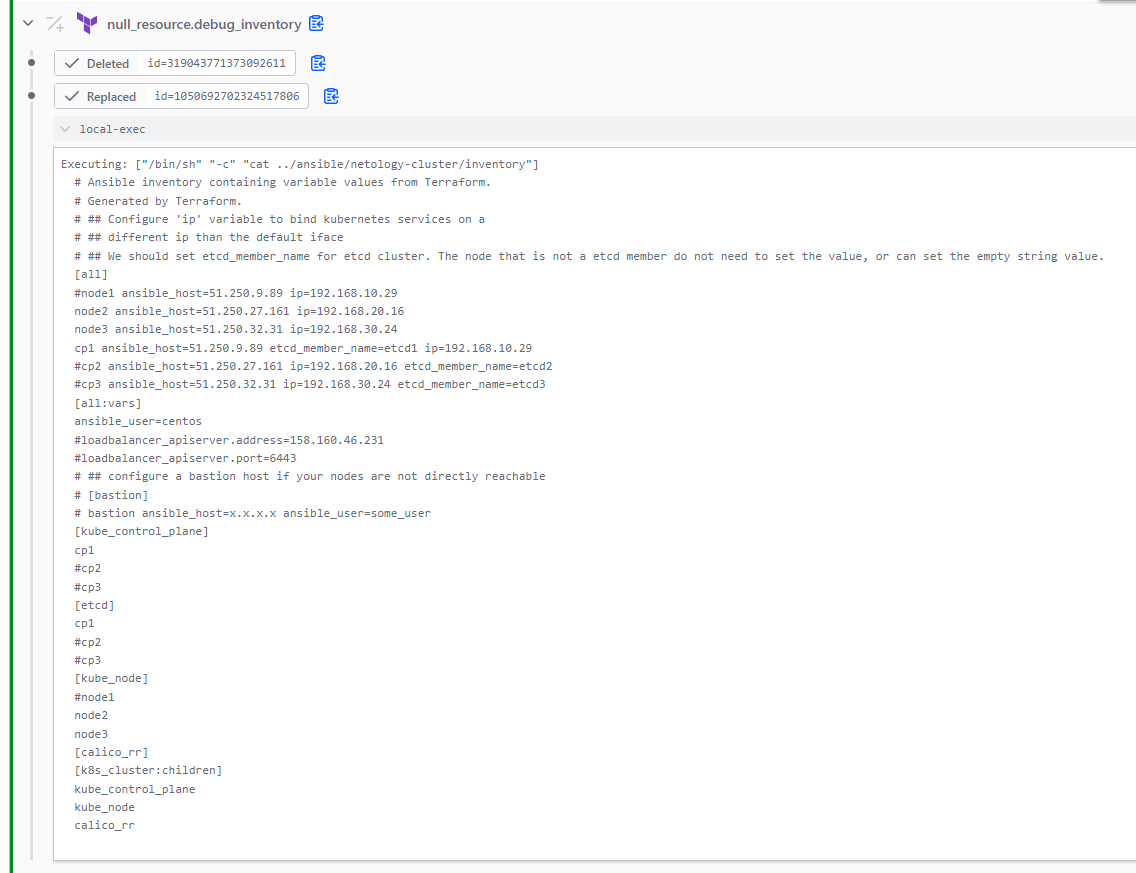 null_resource.debug_inventory
Deleted id=319043771373092611
Replaced id=1050692702324517806
local-exec
Executing: ["/bin/sh" "-c" "cat ../ansible/netology-cluster/inventory"]
# Ansible inventory containing variable values from Terraform.
# Generated by Terraform.
# ## Configure 'ip' variable to bind kubernetes services on a
# ## different ip than the default iface
# ## We should set etcd_member_name for etcd cluster. The node that is not a etcd member do not need to set the value, or can set the empty string value.
[all]
#node1 ansible_host=51.250.9.89 ip=192.168.10.29
node2 ansible_host=51.250.27.161 ip=192.168.20.16
node3 ansible_host=51.250.32.31 ip=192.168.30.24
cp1 ansible_host=51.250.9.89 etcd_member_name=etcd1 ip=192.168.10.29
#cp2 ansible_host=51.250.27.161 ip=192.168.20.16 etcd_member_name=etcd2
#cp3 ansible_host=51.250.32.31 ip=192.168.30.24 etcd_member_name=etcd3
[all:vars]
ansible_user=centos
#loadbalancer_apiserver.address=158.160.46.231
#loadbalancer_apiserver.port=6443
# ## configure a bastion host if your nodes are not directly reachable
# [bastion]
# bastion ansible_host=x.x.x.x ansible_user=some_user
[kube_control_plane]
cp1
#cp2
#cp3
[etcd]
cp1
#cp2
#cp3
[kube_node]
#node1
node2
node3
[calico_rr]
[k8s_cluster:children]
kube_control_plane
kube_node
calico_rr